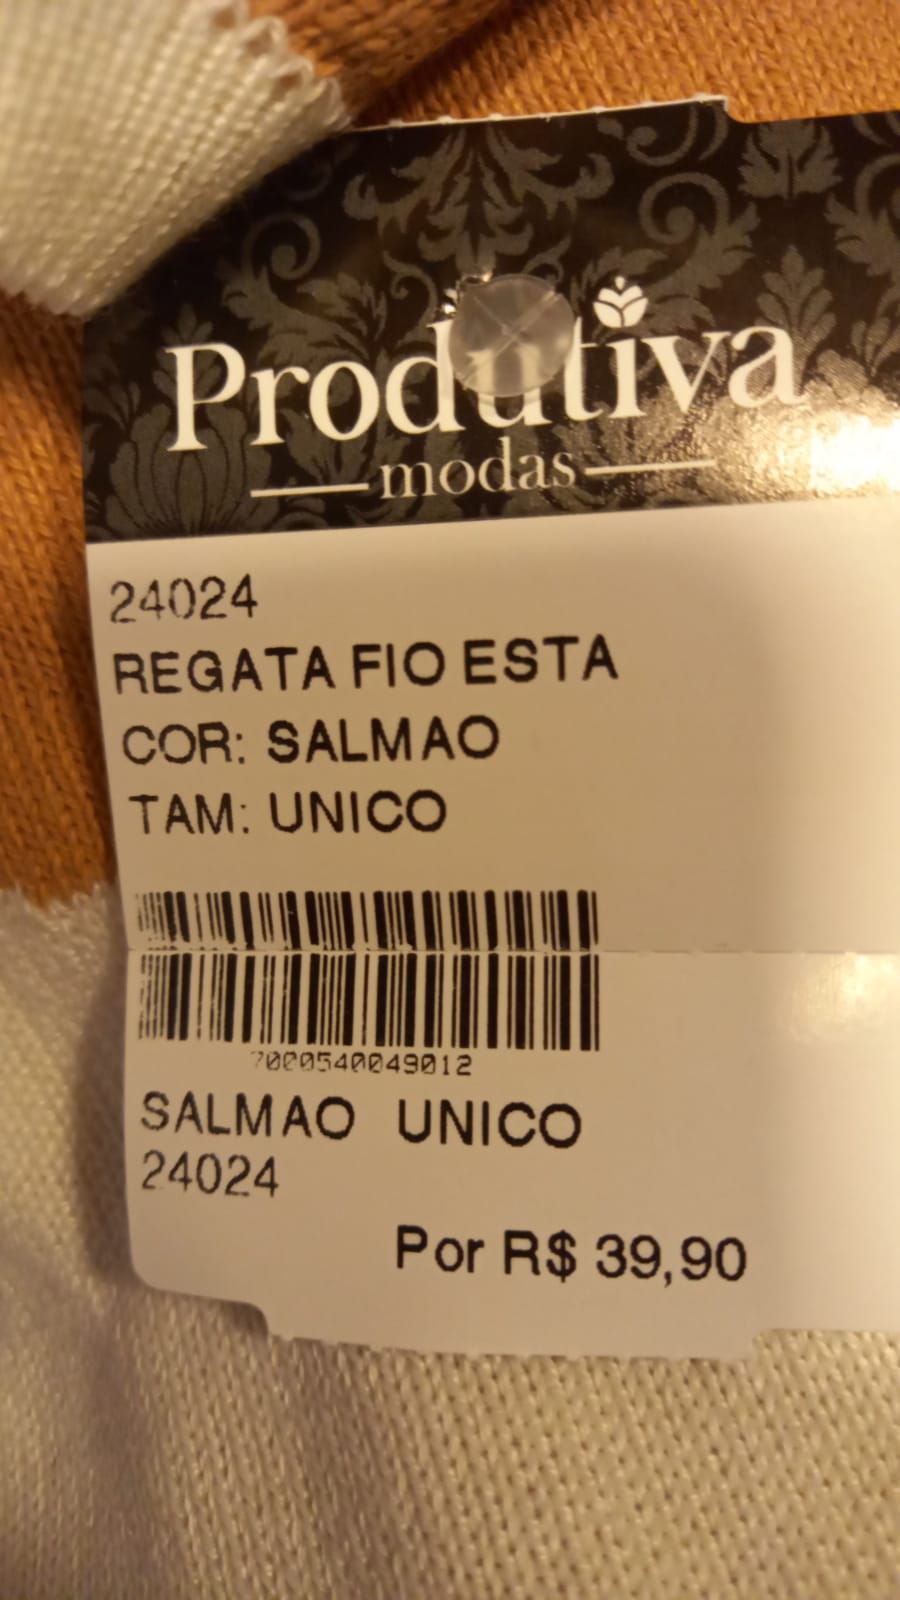 Produtiva
modas
24024
REGATA FIO ESTA
COR: SALMAO
TAM: UNICO
7000540049012
SALMAO UNICO
24024
Por R$ 39,90